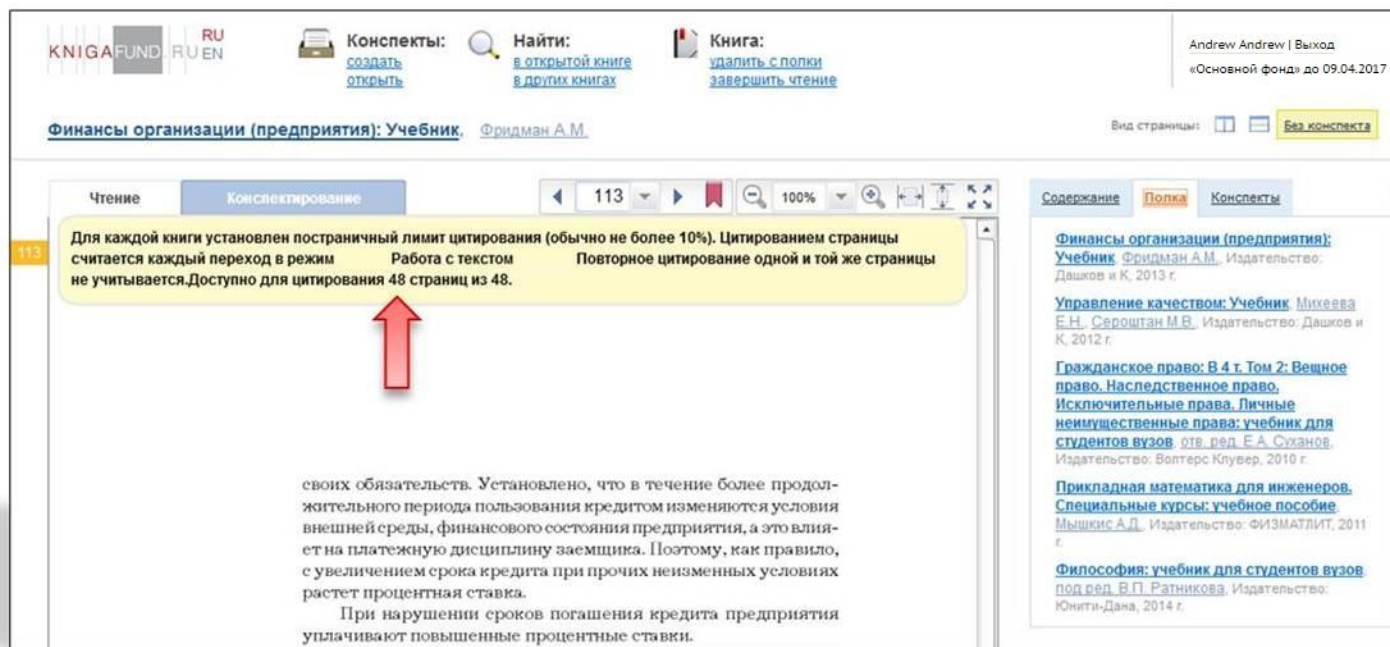 KNIGAFUND.RU
RU
EN
Конспекты:
создать
открыть
Найти:
в открытой книге
в других книгах
Книга:
удалить с полки
завершить чтение
Andrew Andrew | Выход
«Основной фонд» до 09.04.2017
Финансы организации (предприятия): Учебник, Фридман А.М.
Вид страницы:
Без конспекта
Чтение
Конспектирование
113
100%
113
Для каждой книги установлен постраничный лимит цитирования (обычно не более 10%). Цитированием страницы
считается каждый переход в режим Работа с текстом Повторное цитирование одной и той же страницы
не учитывается.Доступно для цитирования 48 страниц из 48.
своих обязательств. Установлено, что в течение более продол-
жительного периода пользования кредитом изменяются условия
внешней среды, финансового состояния предприятия, а это влия-
ет на платежную дисциплину заемщика. Поэтому, как правило,
с увеличением срока кредита при прочих неизменных условиях
растет процентная ставка.
При нарушении сроков погашения кредита предприятия
уплачивают повышенные процентные ставки.
Содержание
Полка
Конспекты
Финансы организации (предприятия):
Учебник, Фридман А.М., Издательство:
Дашков и К, 2013 г.
Управление качеством: Учебник, Михеева
Е.Н., Сероштан М.В., Издательство: Дашков и
К, 2012 г.
Гражданское право: В 4 т. Том 2: Вещное
право. Наследственное право.
Исключительные права. Личные
неимущественные права: учебник для
студентов вузов, отв. ред. Е.А. Суханов,
Издательство: Волтерс Клувер, 2010 г.
Прикладная математика для инженеров.
Специальные курсы: учебное пособие,
Мышкис А.Д., Издательство: ФИЗМАТЛИТ, 2011
г.
Философия: учебник для студентов вузов,
под ред. В.П. Ратникова, Издательство:
Юнити-Дана, 2014 г.